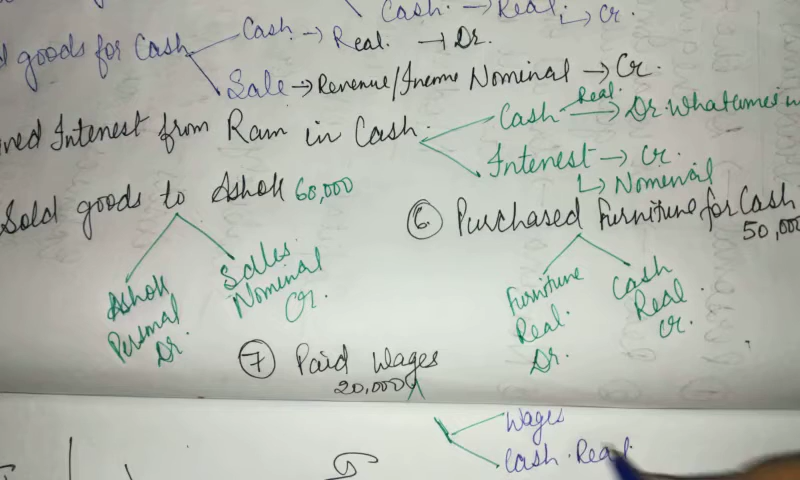 Cash → Real → Cr.
goods for Cash Cash → Real → Dr.
Sale → Revenue/Income Nominal → Cr.
Interest from Ram in Cash. Cash Real → Dr. What comes in
Interest → Cr.
↳ Nominal
Sold goods to Ashok 60,000
⑥ Purchased Furniture for Cash
50,000
Ashok Personal Dr.
Sales Nominal Cr.
Furniture Real. Dr.
Cash Real. Cr.
⑦ Paid Wages
20,000
Wages
Cash. Real.